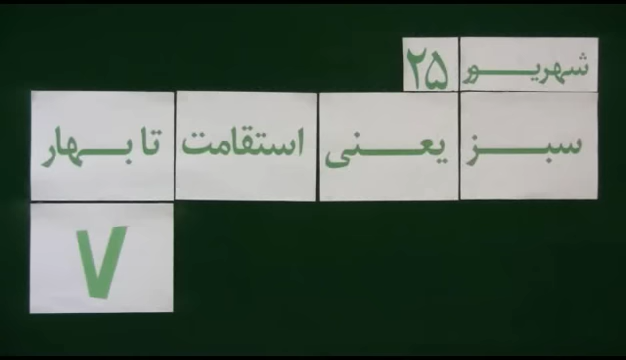 شهریور ۲۵
سبز یعنی استقامت تا بهار
۷